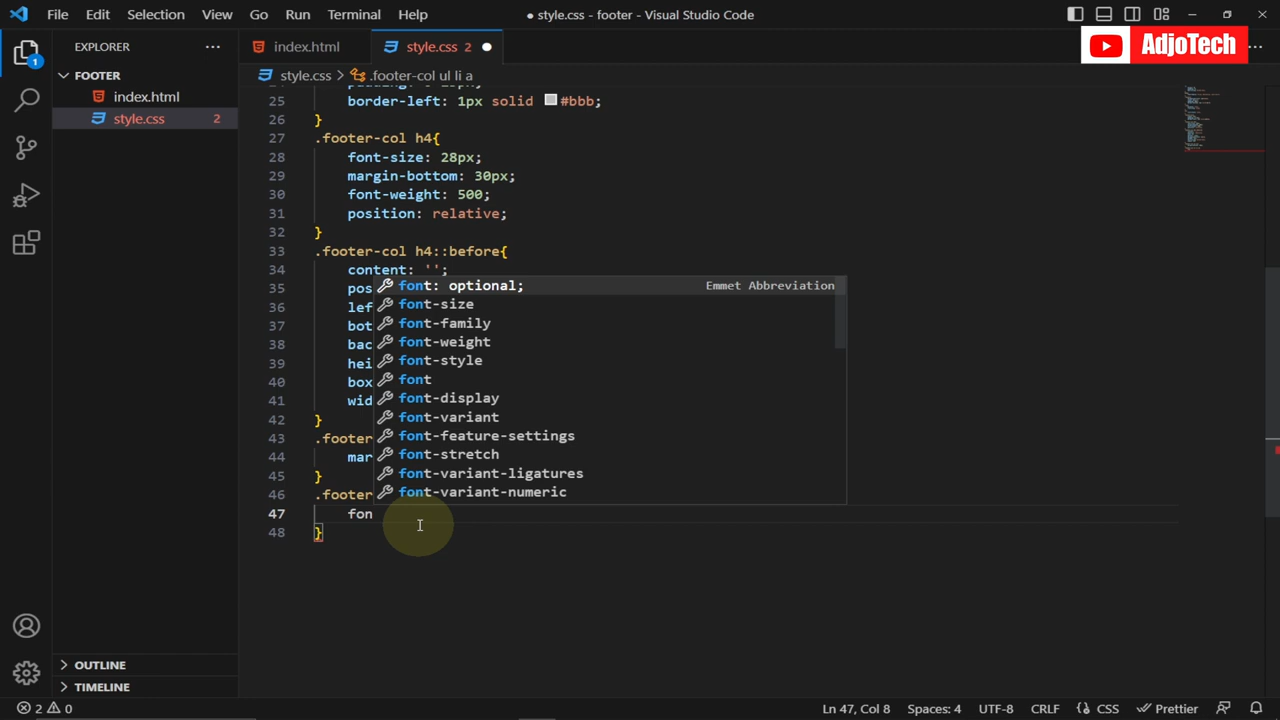 File Edit Selection View Go Run Terminal Help
● style.css - footer - Visual Studio Code
AdjoTech
EXPLORER ···
index.html
style.css 2 ●
FOOTER
style.css > .footer-col ul li a
index.html
style.css 2
1
25 border-left: 1px solid #bbb;
26 }
27 .footer-col h4{
28 font-size: 28px;
29 margin-bottom: 30px;
30 font-weight: 500;
31 position: relative;
32 }
33 .footer-col h4::before{
34 content: '';
35 pos
36 lef
37 bot
38 bac
39 hei
40 box
41 wid
42 }
43 .footer
44 mar
45 }
46 .footer
47 fon
48 }
font: optional; Emmet Abbreviation
font-size
font-family
font-weight
font-style
font
font-display
font-variant
font-feature-settings
font-stretch
font-variant-ligatures
font-variant-numeric
OUTLINE
TIMELINE
2 0
Ln 47, Col 8 Spaces: 4 UTF-8 CRLF {} CSS Prettier